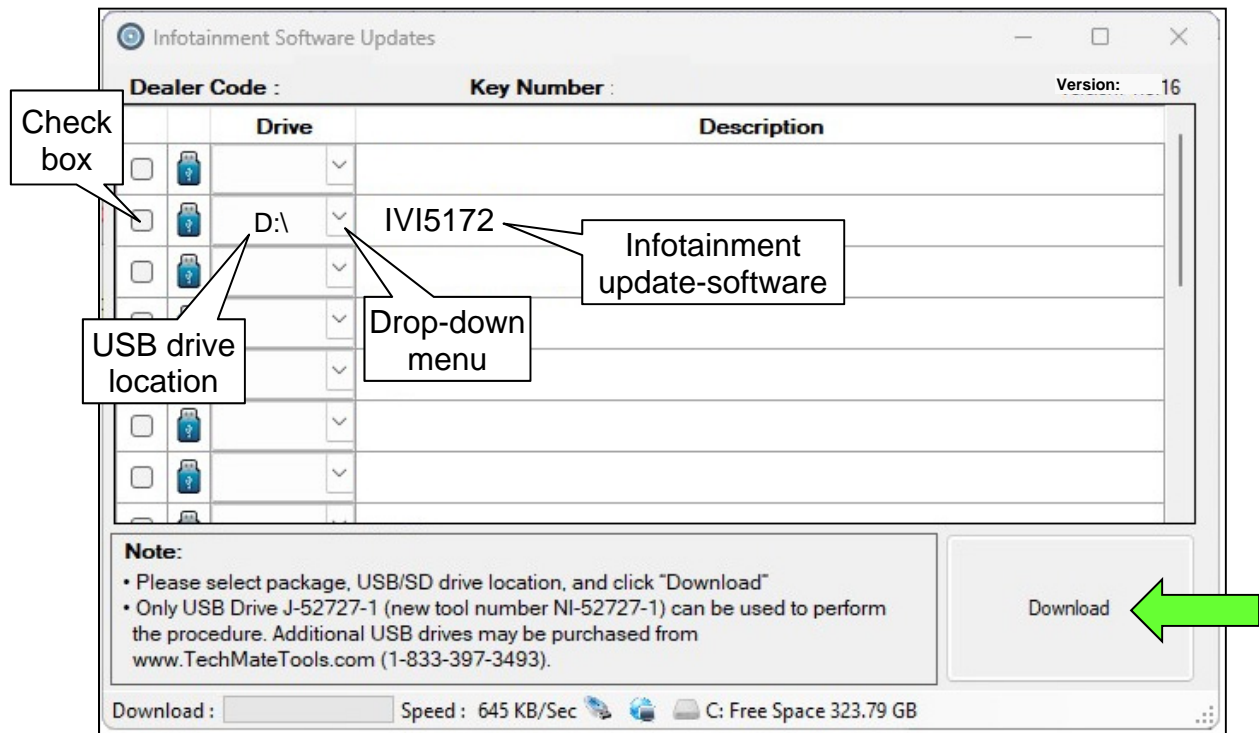 Infotainment Software Updates
Dealer Code :
Key Number :
Version:
16
Check
box
Drive
Description
D:\
IVI5172
Infotainment
update-software
USB drive
location
Drop-down
menu
Note:
• Please select package, USB/SD drive location, and click "Download"
• Only USB Drive J-52727-1 (new tool number NI-52727-1) can be used to perform
the procedure. Additional USB drives may be purchased from
www.TechMateTools.com (1-833-397-3493).
Download
Download :
Speed : 645 KB/Sec
C: Free Space 323.79 GB